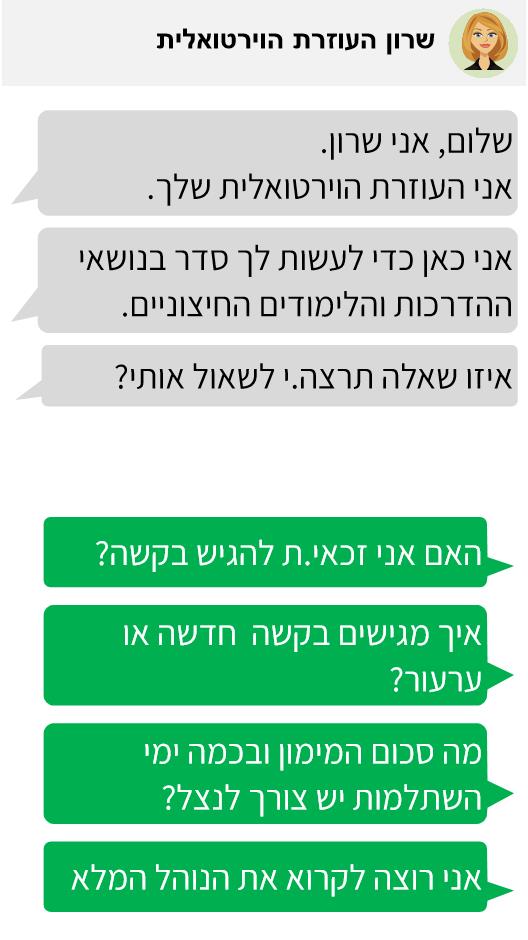 שרון העוזרת הוירטואלית
שלום, אני שרון.
אני העוזרת הוירטואלית שלך.
אני כאן כדי לעשות לך סדר בנושאי
ההדרכות והלימודים החיצוניים.
איזו שאלה תרצה.י לשאול אותי?
האם אני זכאי.ת להגיש בקשה?
איך מגישים בקשה  חדשה או
ערעור?
מה סכום המימון ובכמה ימי
השתלמות יש צורך לנצל?
אני רוצה לקרוא את הנוהל המלא